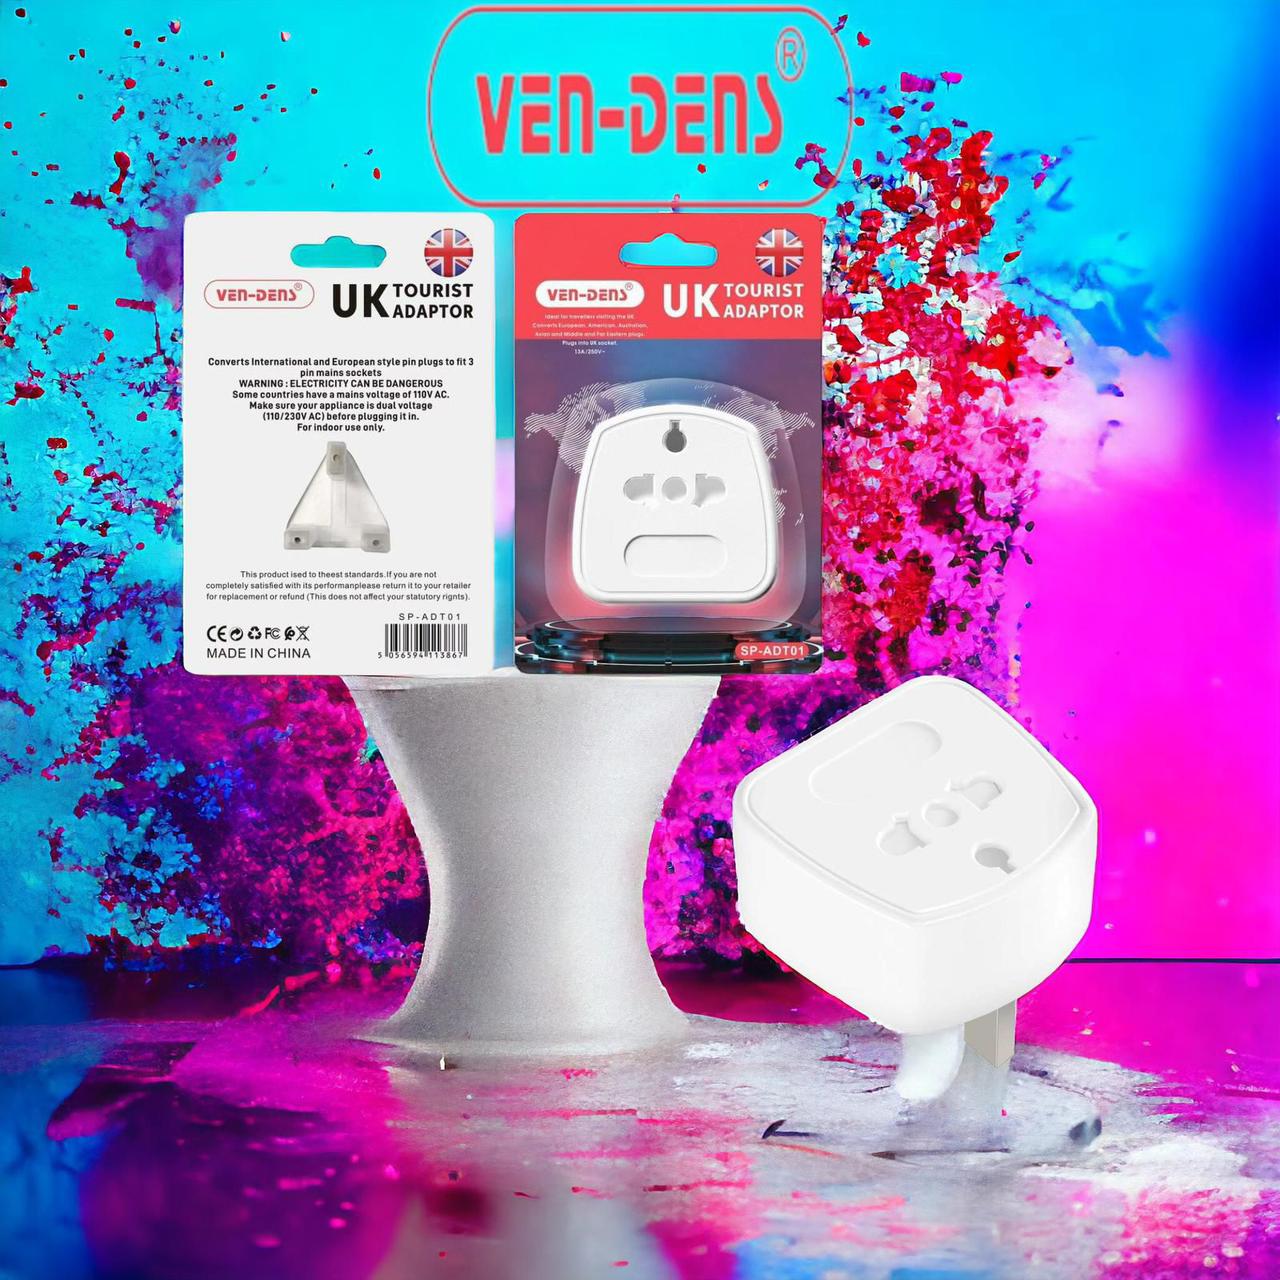 VEN-DENS®
VEN-DENS®
UK TOURIST
ADAPTOR
Converts International and European style pin plugs to fit 3
pin mains sockets
WARNING : ELECTRICITY CAN BE DANGEROUS
Some countries have a mains voltage of 110V AC.
Make sure your appliance is dual voltage
(110/230V AC) before plugging it in.
For indoor use only.
This product ised to theest standards.If you are not
completely satisfied with its performanplease return it to your retailer
for replacement or refund (This does not affect your statutory rignts).
SP-ADT01
CE FC
MADE IN CHINA
5 056594 113867
VEN-DENS®
UK TOURIST
ADAPTOR
Ideal for travellers visiting the UK
Converts European, American, Australian,
Asian and Middle and Far Eastern plugs.
Plugs into UK socket.
13A/250V~
SP-ADT01